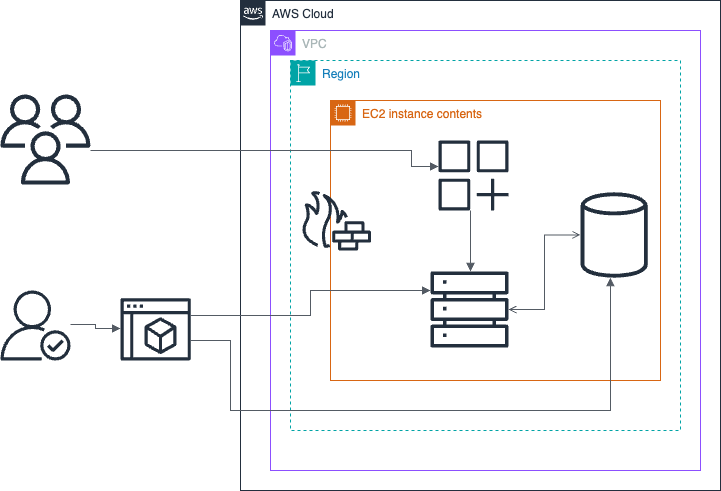 aws
AWS Cloud
VPC
Region
EC2 instance contents